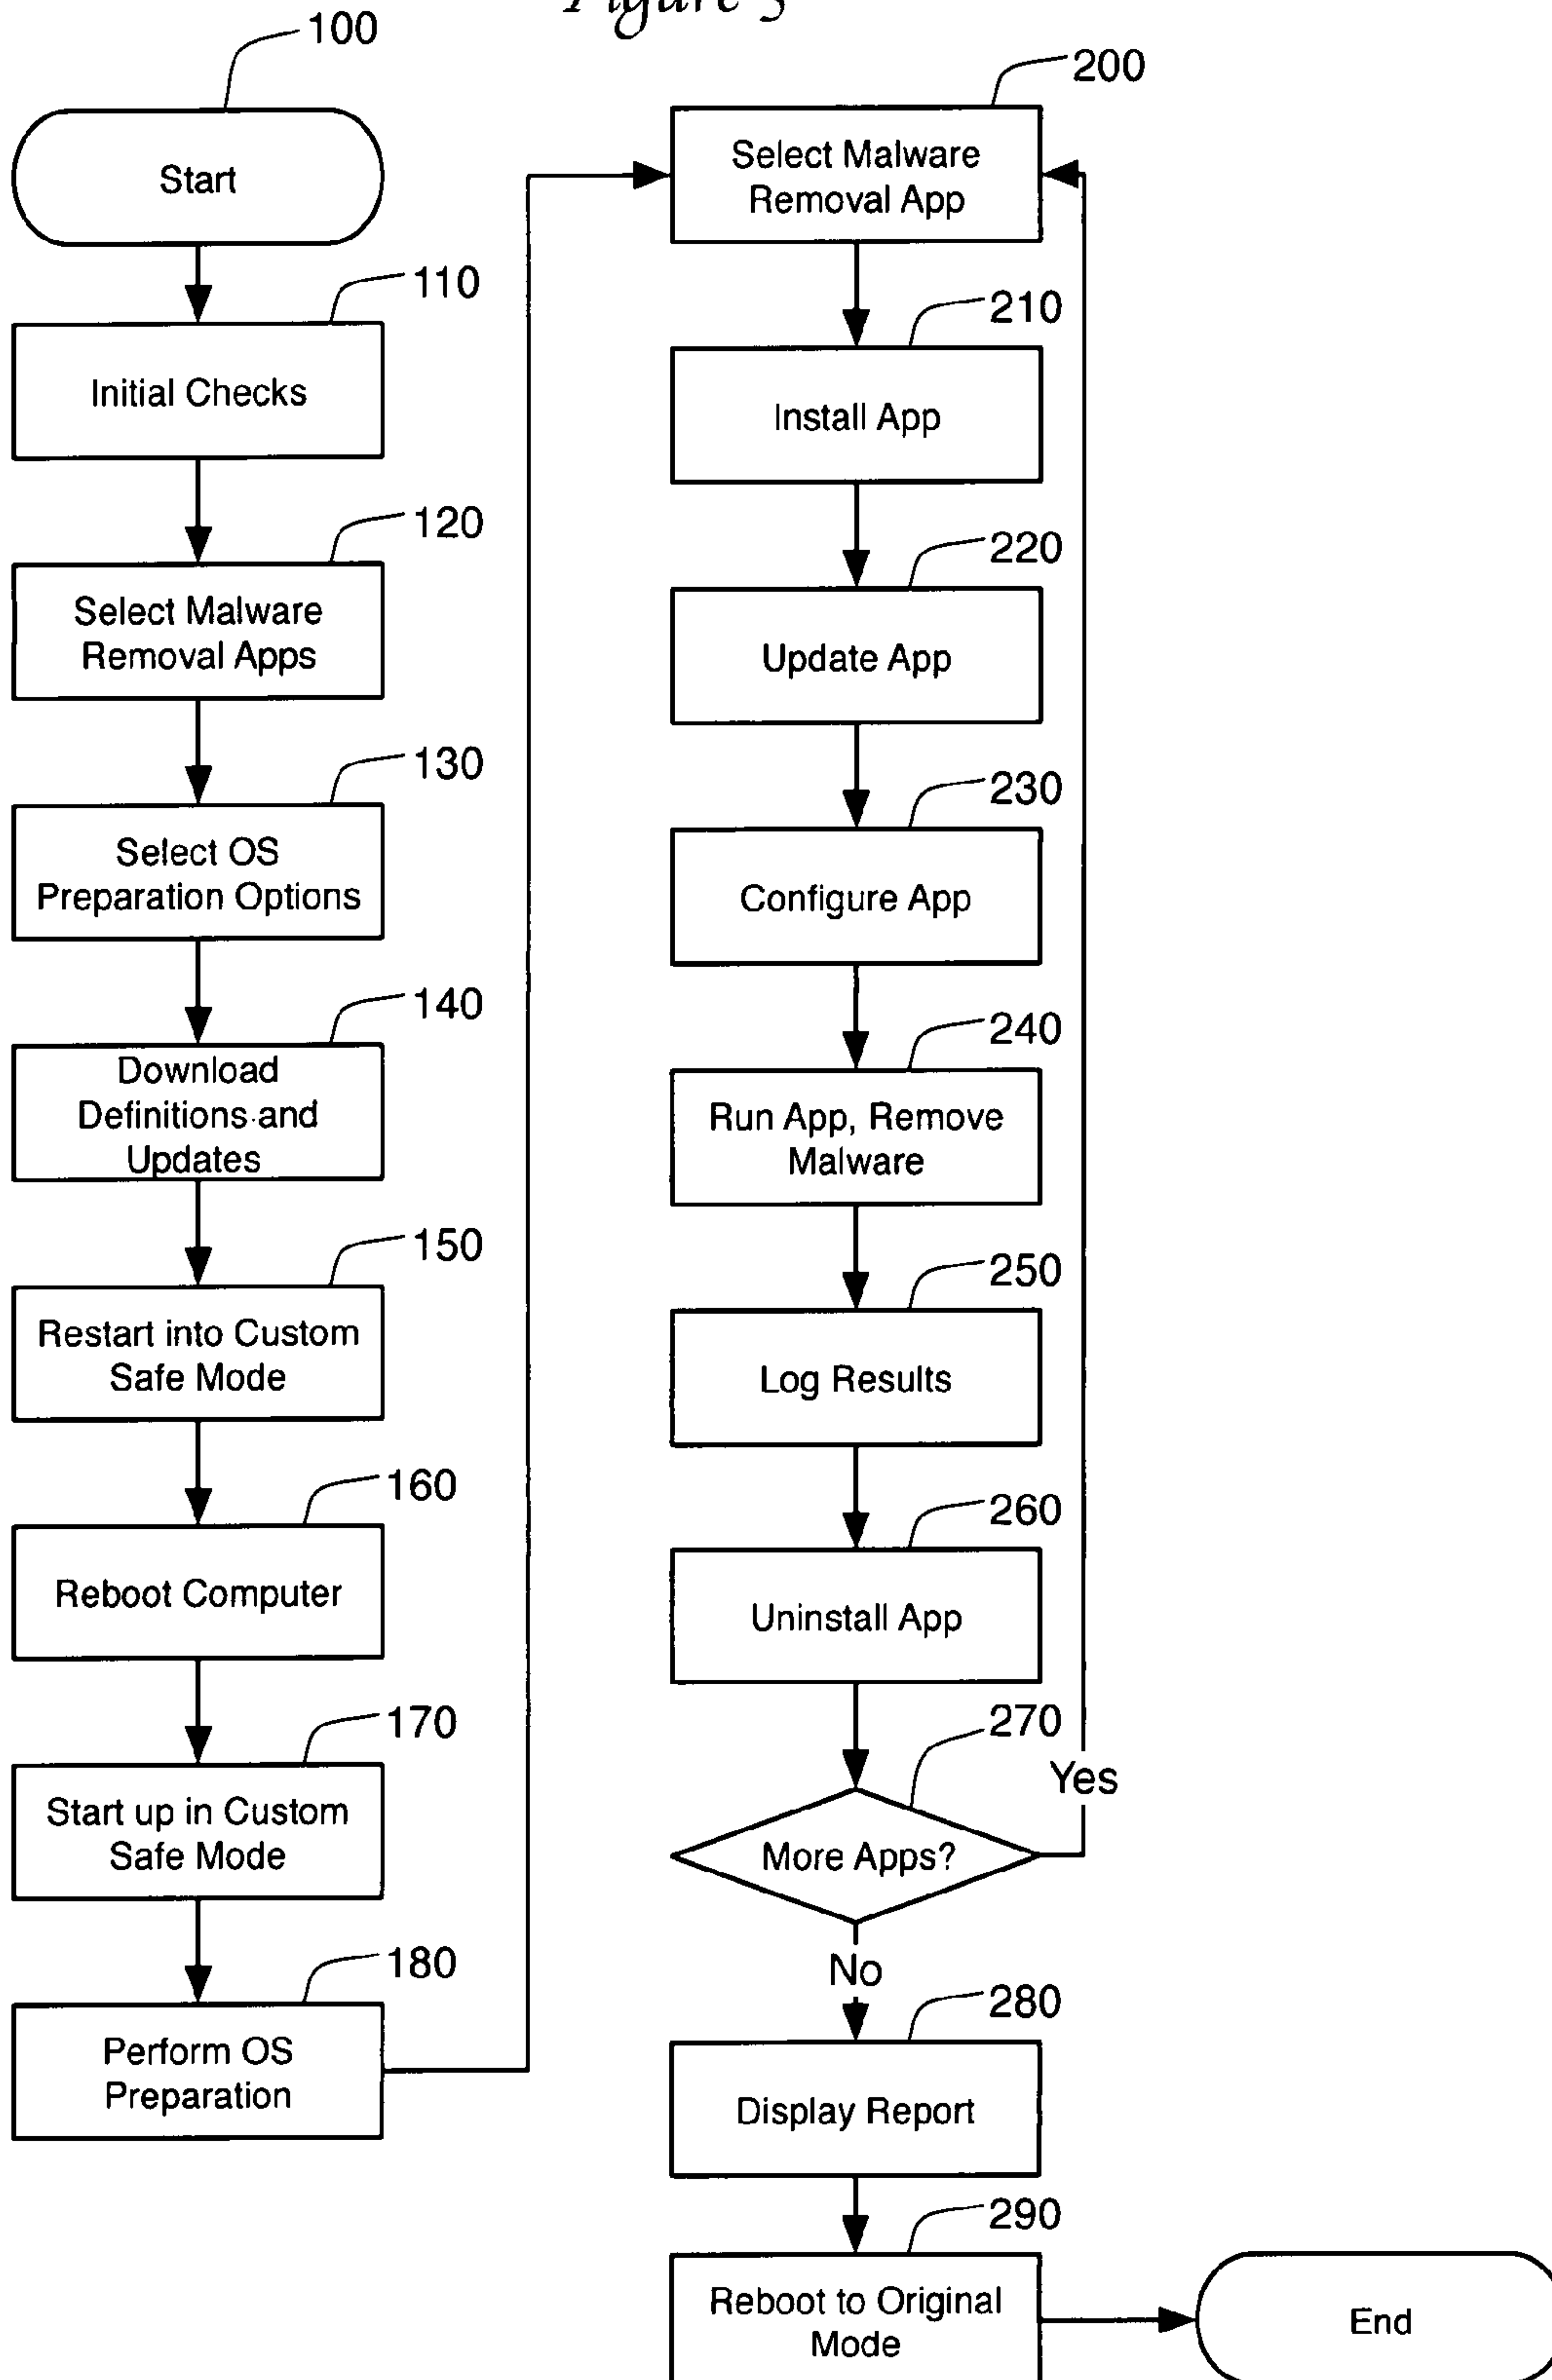 Figure 3
100
Start
110
Initial Checks
120
Select Malware
Removal Apps
130
Select OS
Preparation Options
140
Download
Definitions and
Updates
150
Restart into Custom
Safe Mode
160
Reboot Computer
170
Start up in Custom
Safe Mode
180
Perform OS
Preparation
200
Select Malware
Removal App
210
Install App
220
Update App
230
Configure App
240
Run App, Remove
Malware
250
Log Results
260
Uninstall App
270
More Apps?
Yes
No
280
Display Report
290
Reboot to Original
Mode
End